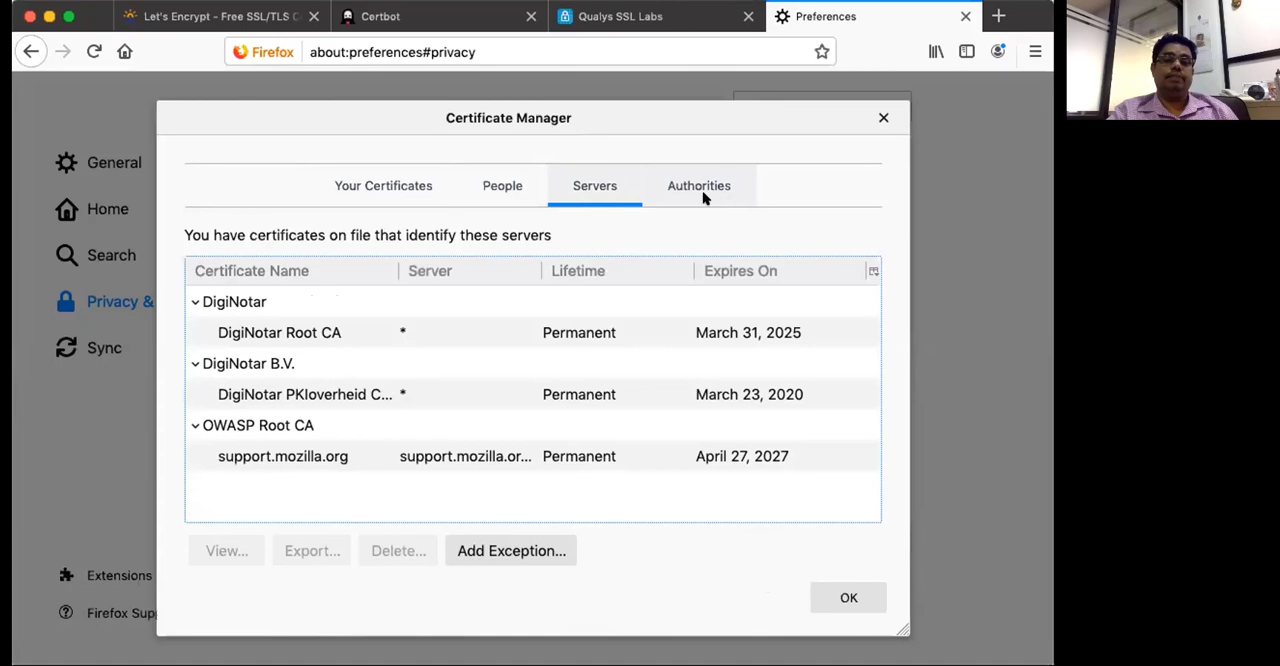 Let's Encrypt - Free SSL/TLS C
Certbot
Qualys SSL Labs
Preferences
Firefox
about:preferences#privacy
Certificate Manager
General
Home
Search
Privacy &
Sync
Extensions
Firefox Sup
Your Certificates
People
Servers
Authorities
You have certificates on file that identify these servers
Certificate Name
Server
Lifetime
Expires On
DigiNotar
DigiNotar Root CA
*
Permanent
March 31, 2025
DigiNotar B.V.
DigiNotar PKIoverheid C...
*
Permanent
March 23, 2020
OWASP Root CA
support.mozilla.org
support.mozilla.or...
Permanent
April 27, 2027
View...
Export...
Delete...
Add Exception...
OK